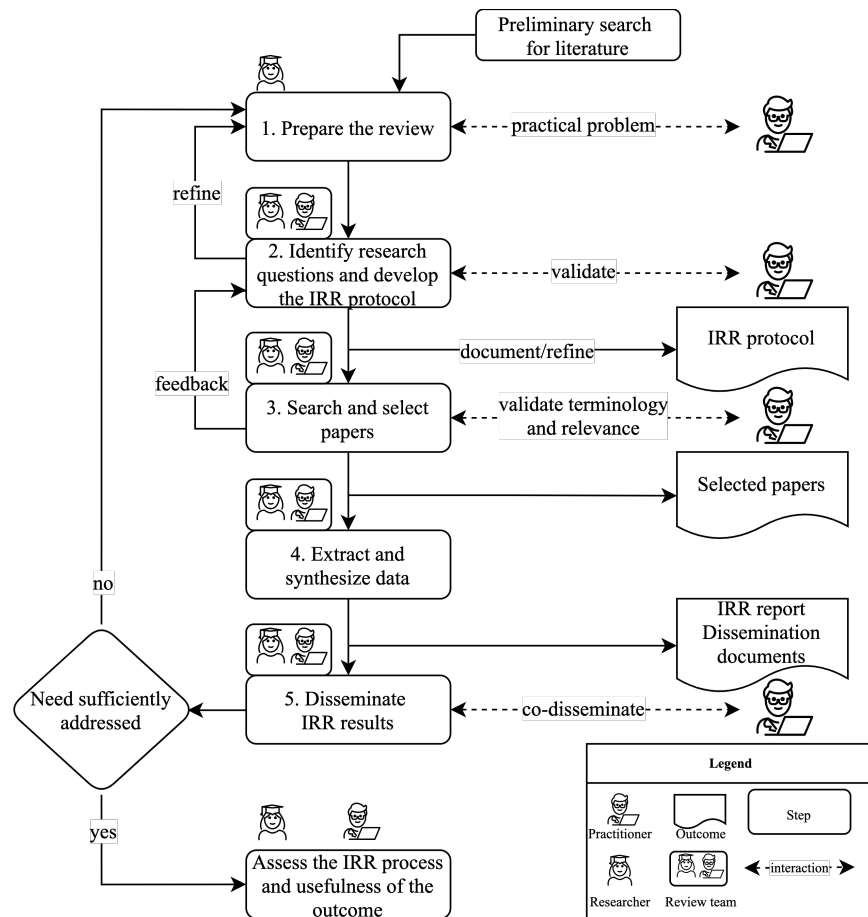 Preliminary search
for literature
1. Prepare the review
practical problem
refine
2. Identify research
questions and develop
the IRR protocol
validate
IRR protocol
document/refine
feedback
3. Search and select
papers
validate terminology
and relevance
Selected papers
4. Extract and
synthesize data
no
IRR report
Dissemination
documents
Need sufficiently
addressed
5. Disseminate
IRR results
co-disseminate
yes
Assess the IRR process
and usefulness of the
outcome
Legend
Practitioner
Outcome
Step
Researcher
Review team
interaction